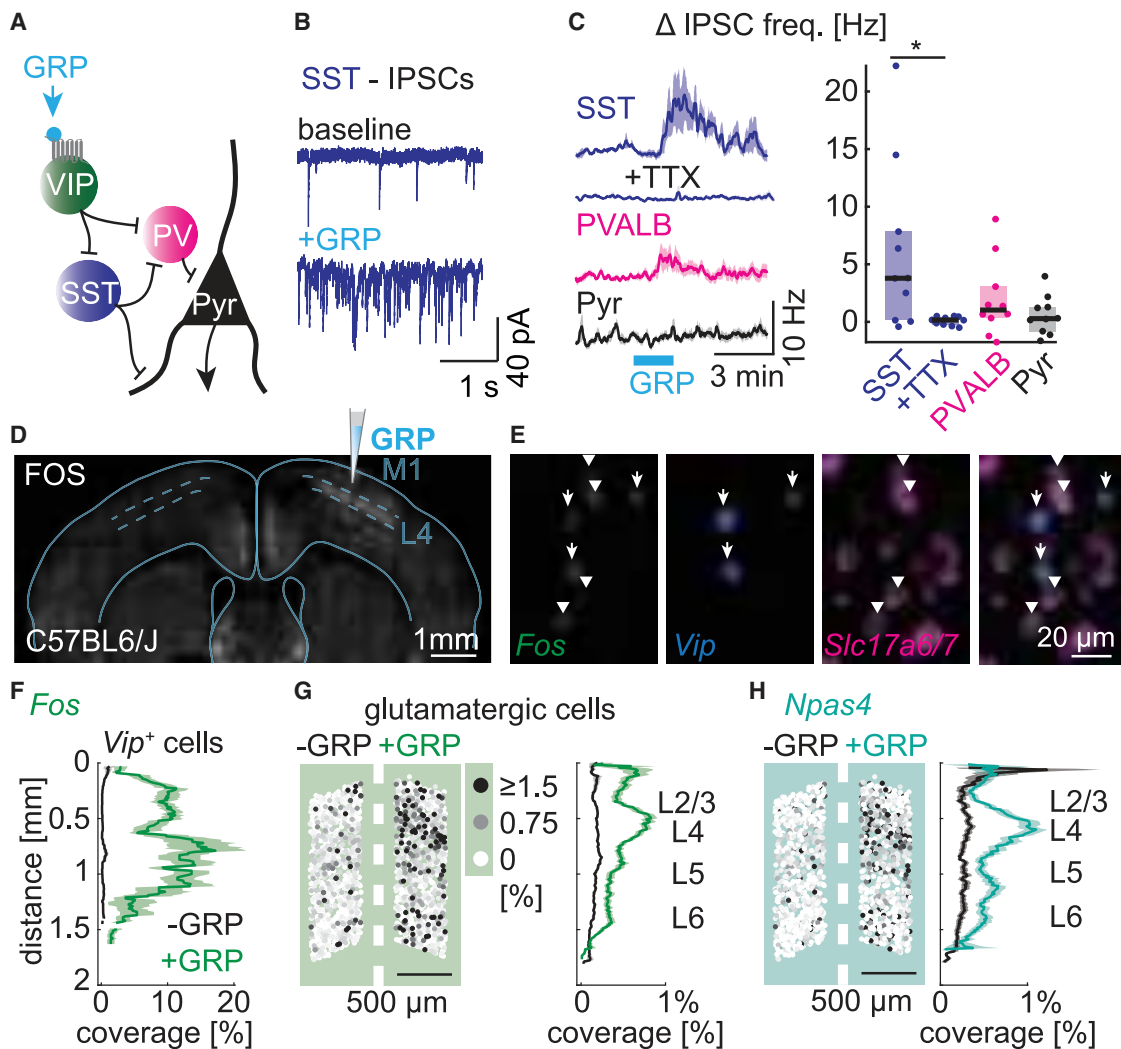 A
GRP
VIP
PV
SST
Pyr
B
SST - IPSCs
baseline
+GRP
40 pA
1 s
C
Δ IPSC freq. [Hz]
SST
+TTX
PVALB
Pyr
GRP
3 min
10 Hz
*
20
15
10
5
0
SST
+TTX
PVALB
Pyr
D
FOS
GRP
M1
L4
C57BL6/J
1mm
E
Fos
Vip
Slc17a6/7
20 µm
F
Fos
Vip+ cells
0
0.5
1
1.5
2
distance [mm]
-GRP
+GRP
0 10 20
coverage [%]
G
glutamatergic cells
-GRP +GRP
≥1.5
0.75
0
[%]
500 µm
L2/3
L4
L5
L6
0 1%
coverage [%]
H
Npas4
-GRP +GRP
500 µm
L2/3
L4
L5
L6
0 1%
coverage [%]